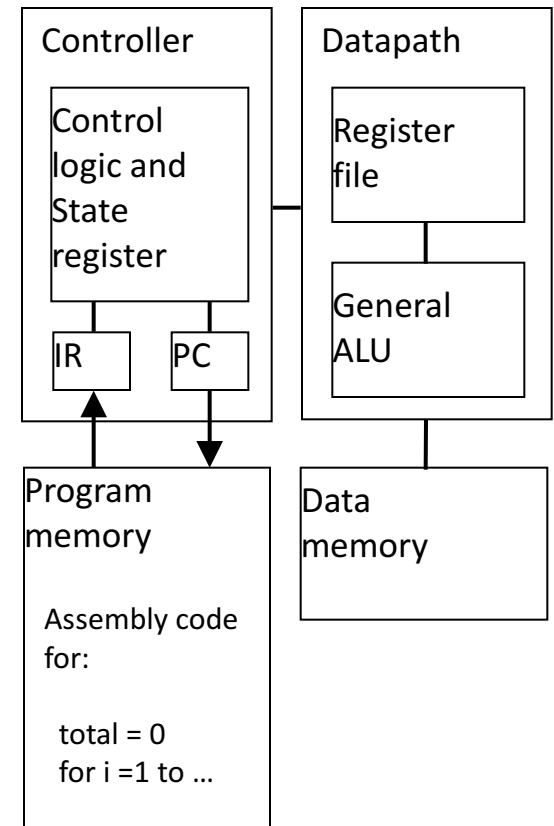 Controller
Control
logic and
State
register
IR
PC
Datapath
Register
file
General
ALU
Program
memory
Assembly code
for:
total = 0
for i =1 to ...
Data
memory